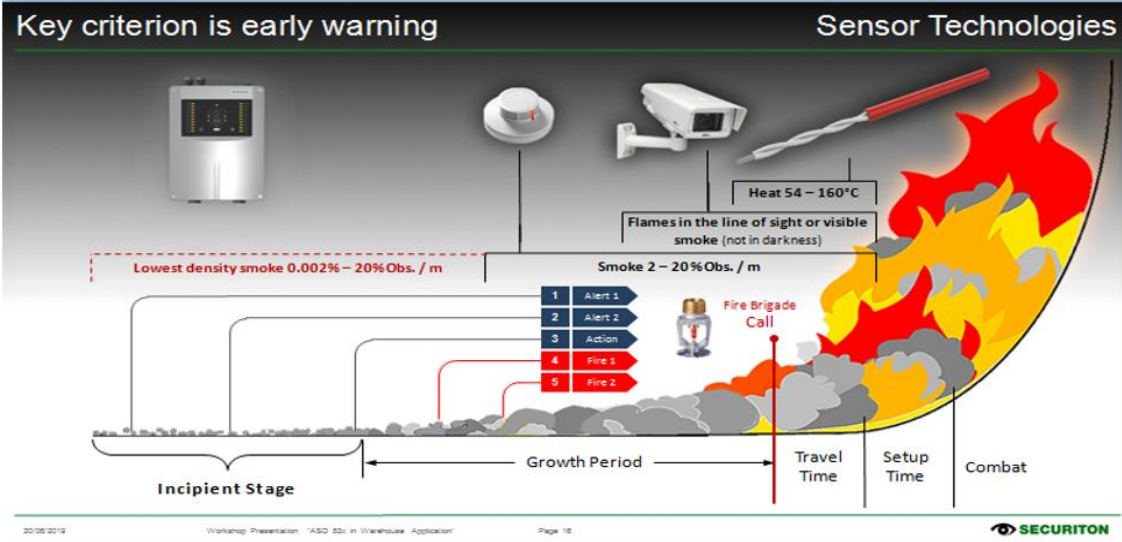 Key criterion is early warning
Sensor Technologies
Heat 54 – 160°C
Flames in the line of sight or visible
smoke (not in darkness)
Lowest density smoke 0.002% – 20% Obs. / m
Smoke 2 – 20% Obs. / m
1 Alert 1
2 Alert 2
3 Action
4 Fire 1
5 Fire 2
Fire Brigade
Call
Growth Period
Travel
Time
Setup
Time
Combat
Incipient Stage
Workshop Presentation "ASD 53x in Warehouse Application"
Page 16
SECURITON